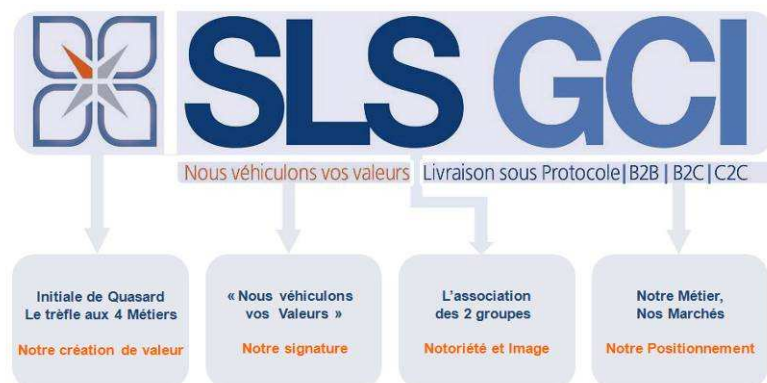 SLS GCI
Nous véhiculons vos valeurs Livraison sous Protocole|B2B | B2C | C2C
Initiale de Quasard
Le trèfle aux 4 Métiers
Notre création de valeur
« Nous véhiculons
vos Valeurs »
Notre signature
L'association
des 2 groupes
Notoriété et Image
Notre Métier,
Nos Marchés
Notre Positionnement